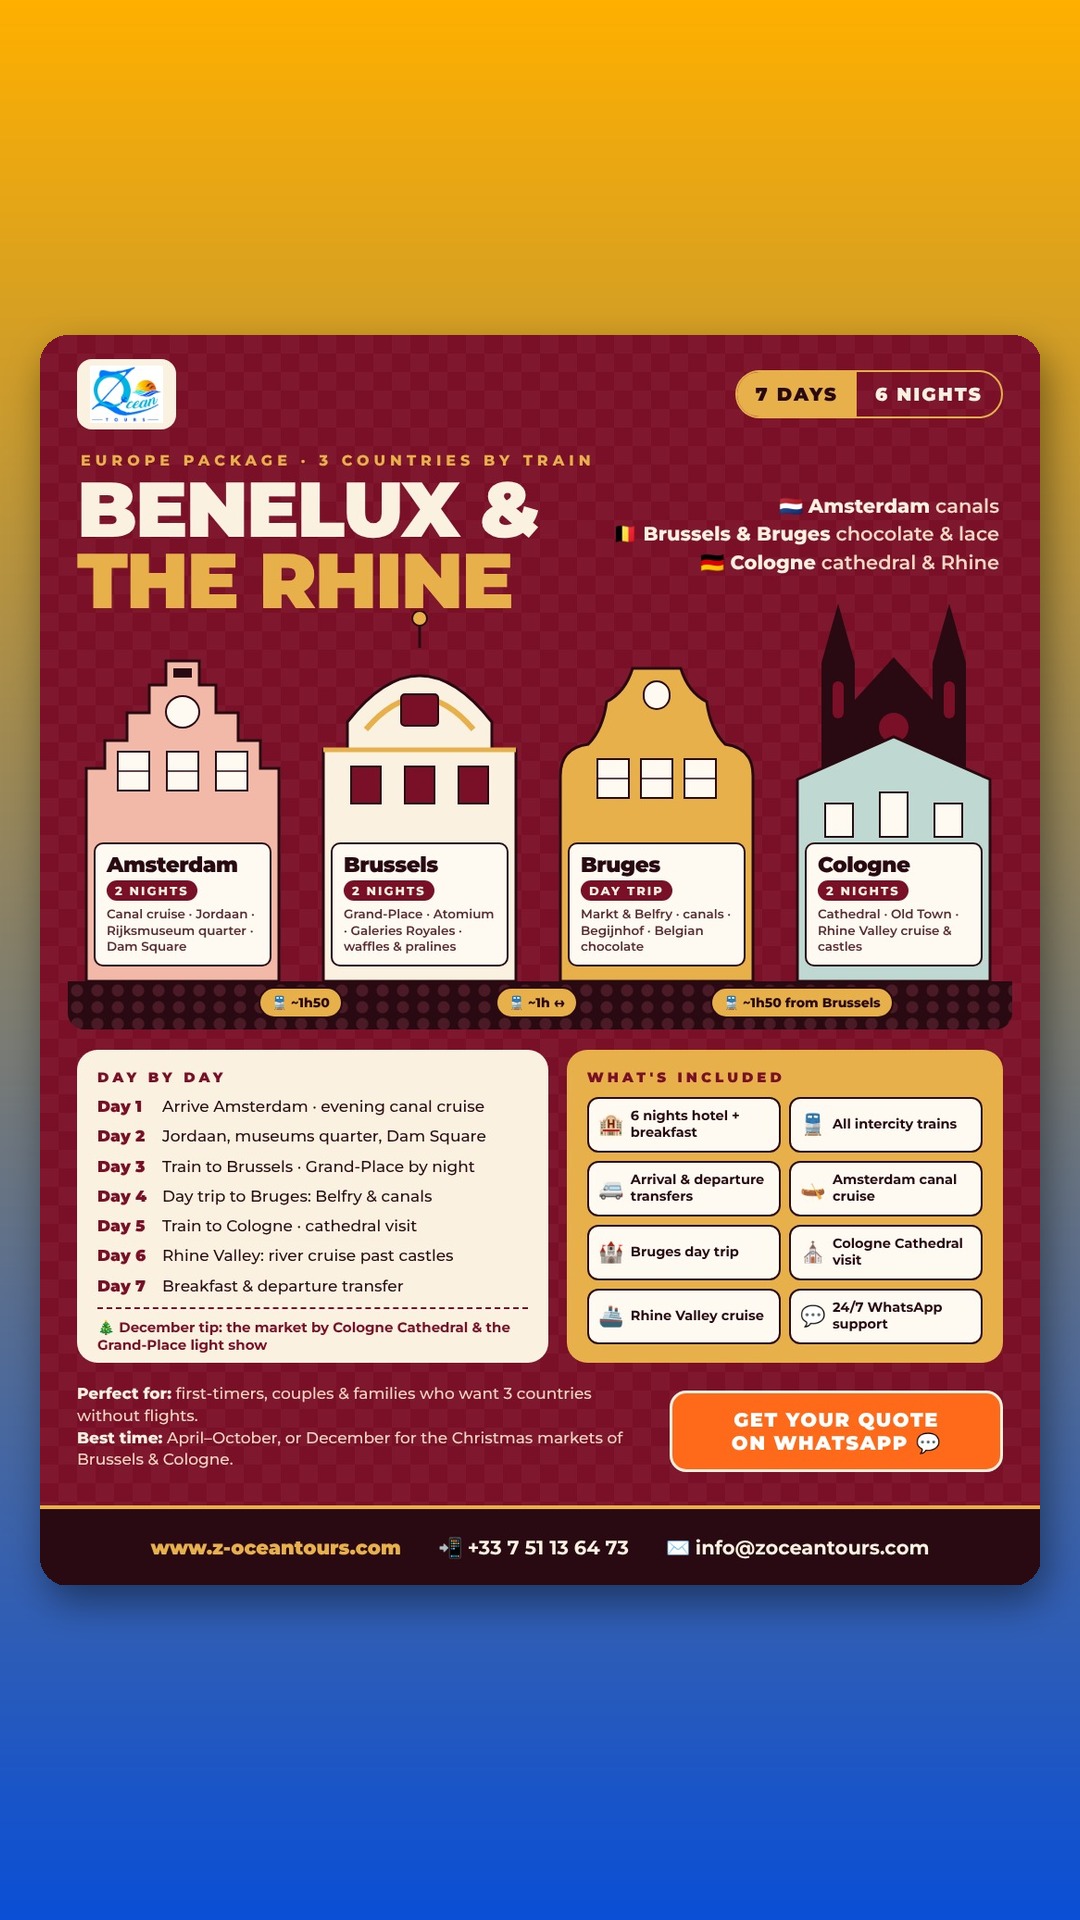 Ocean
TOURS
7 DAYS
6 NIGHTS
EUROPE PACKAGE · 3 COUNTRIES BY TRAIN
BENELUX &
THE RHINE
🇳🇱 Amsterdam canals
🇧🇪 Brussels & Bruges chocolate & lace
🇩🇪 Cologne cathedral & Rhine
Amsterdam
2 NIGHTS
Canal cruise · Jordaan ·
Rijksmuseum quarter ·
Dam Square
Brussels
2 NIGHTS
Grand-Place · Atomium
· Galeries Royales ·
waffles & pralines
Bruges
DAY TRIP
Markt & Belfry · canals ·
Begijnhof · Belgian
chocolate
Cologne
2 NIGHTS
Cathedral · Old Town ·
Rhine Valley cruise &
castles
🚆 ~1h50
🚆 ~1h ↔
🚆 ~1h50 from Brussels
DAY BY DAY
Day 1 Arrive Amsterdam · evening canal cruise
Day 2 Jordaan, museums quarter, Dam Square
Day 3 Train to Brussels · Grand-Place by night
Day 4 Day trip to Bruges: Belfry & canals
Day 5 Train to Cologne · cathedral visit
Day 6 Rhine Valley: river cruise past castles
Day 7 Breakfast & departure transfer
🎄 December tip: the market by Cologne Cathedral & the
Grand-Place light show
WHAT'S INCLUDED
🏨 6 nights hotel +
breakfast
🚆 All intercity trains
🚐 Arrival & departure
transfers
🛶 Amsterdam canal
cruise
🏰 Bruges day trip
⛪ Cologne Cathedral
visit
🚢 Rhine Valley cruise
💬 24/7 WhatsApp
support
Perfect for: first-timers, couples & families who want 3 countries
without flights.
Best time: April–October, or December for the Christmas markets of
Brussels & Cologne.
GET YOUR QUOTE
ON WHATSAPP 💬
www.z-oceantours.com
📲 +33 7 51 13 64 73
✉️ info@zoceantours.com